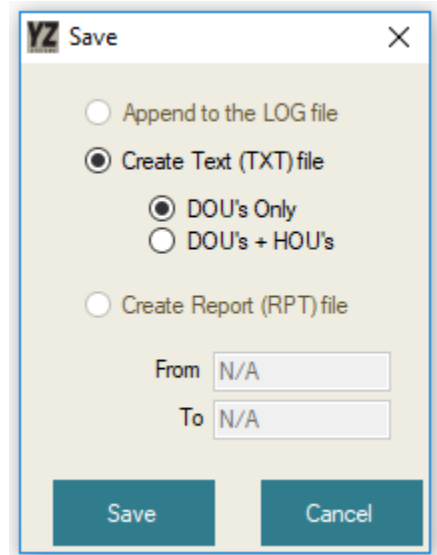 YZ Save
Append to the LOG file
Create Text (TXT) file
DOU's Only
DOU's + HOU's
Create Report (RPT) file
From N/A
To N/A
Save Cancel